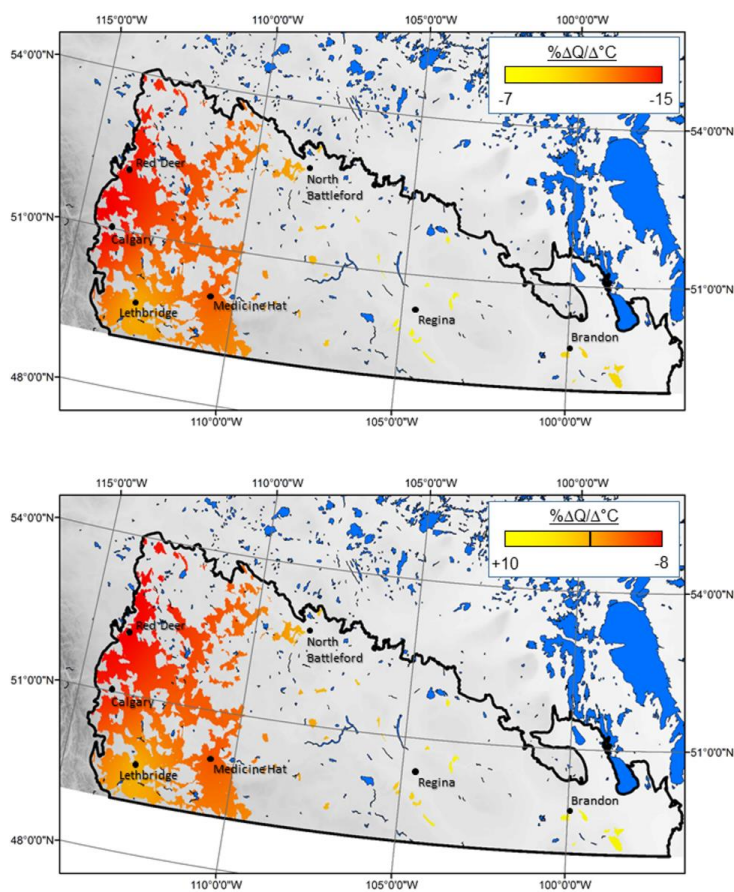 115°0'0"W 110°0'0"W 105°0'0"W 100°0'0"W
54°0'0"N
%ΔQ/Δ°C
-7 -15
54°0'0"N
Red Deer
North
Battleford
51°0'0"N
Calgary
51°0'0"N
Lethbridge
Medicine Hat
Regina
Brandon
48°0'0"N
110°0'0"W 105°0'0"W 100°0'0"W
115°0'0"W 110°0'0"W 105°0'0"W 100°0'0"W
54°0'0"N
%ΔQ/Δ°C
+10 -8
54°0'0"N
Red Deer
North
Battleford
51°0'0"N
Calgary
51°0'0"N
Lethbridge
Medicine Hat
Regina
Brandon
48°0'0"N
110°0'0"W 105°0'0"W 100°0'0"W